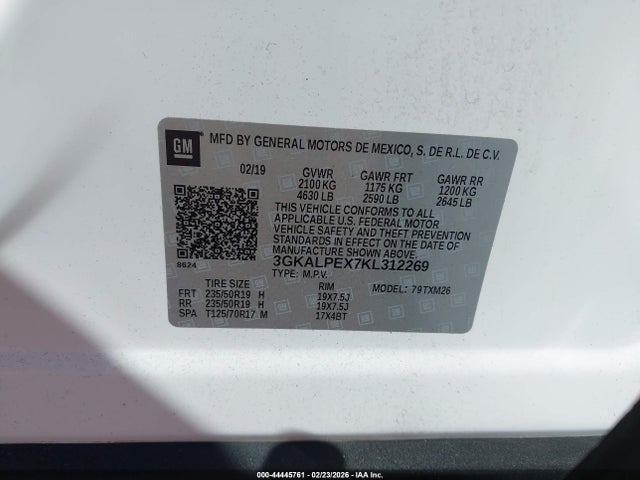 GM
MFD BY GENERAL MOTORS DE MEXICO, S. DE R.L. DE C.V.
02/19 GVWR GAWR FRT GAWR RR
2100 KG 1175 KG 1200 KG
4630 LB 2590 LB 2645 LB
THIS VEHICLE CONFORMS TO ALL
APPLICABLE U.S. FEDERAL MOTOR
VEHICLE SAFETY, BUMPER, AND THEFT PREVENTION
STANDARDS IN EFFECT ON THE DATE OF
MANUFACTURE SHOWN ABOVE.
8624 3GKALPEX7KL312269
TYPE: M.P.V.
TIRE SIZE RIM MODEL: 79TXM26
FRT 235/50R19 H 19X7.5J
RR 235/50R19 H 19X7.5J
SPA T125/70R17 M 17X4BT
000-44445761 - 02/23/2026 - IAAI.COM